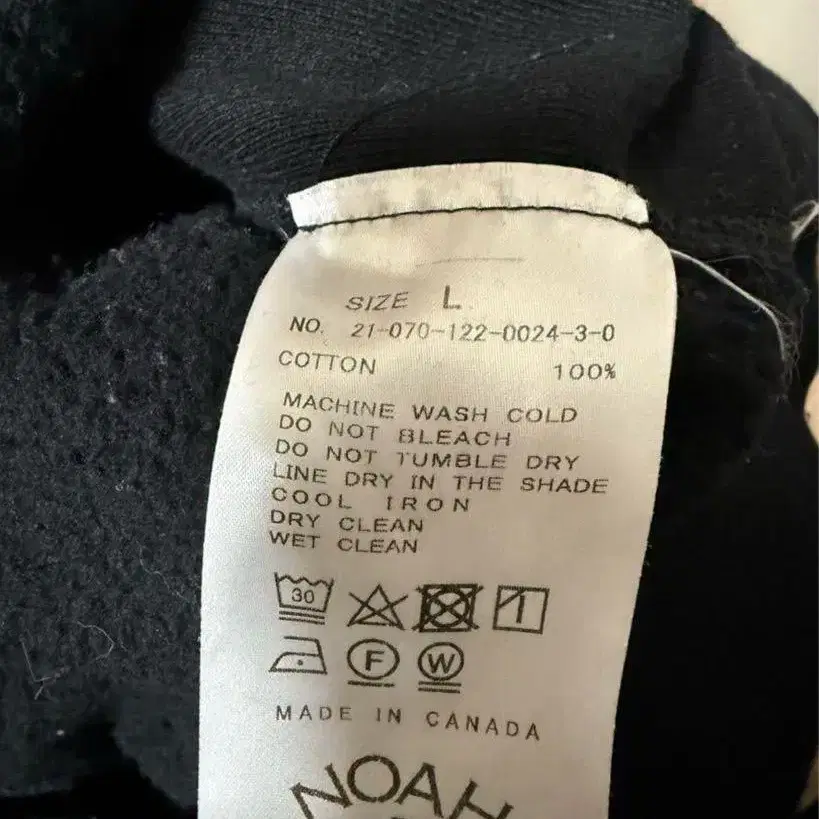 SIZE L
NO. 21-070-122-0024-3-0
COTTON 100%
MACHINE WASH COLD
DO NOT BLEACH
DO NOT TUMBLE DRY
LINE DRY IN THE SHADE
COOL IRON
DRY CLEAN
WET CLEAN
30
F W
MADE IN CANADA
NOAH